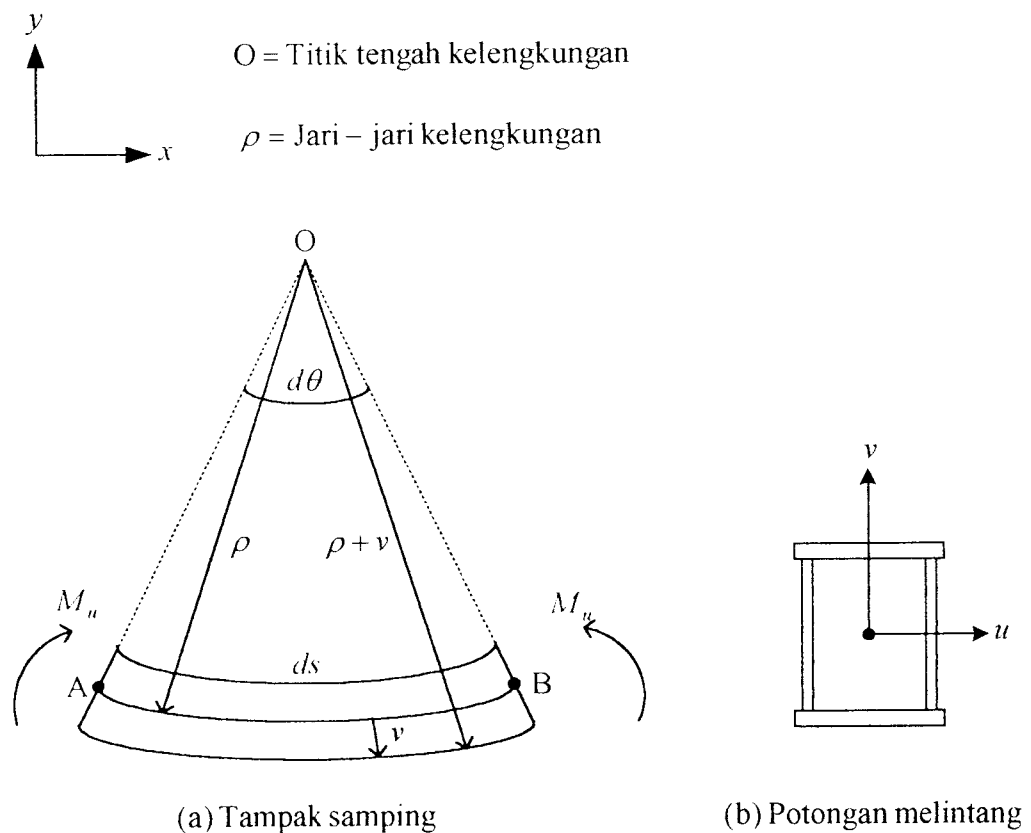 y
O = Titik tengah kelengkungan
x
ρ = Jari – jari kelengkungan
O
dθ
ρ
ρ + v
v
M_u
M_u
ds
A
B
u
v
(a) Tampak samping
(b) Potongan melintang